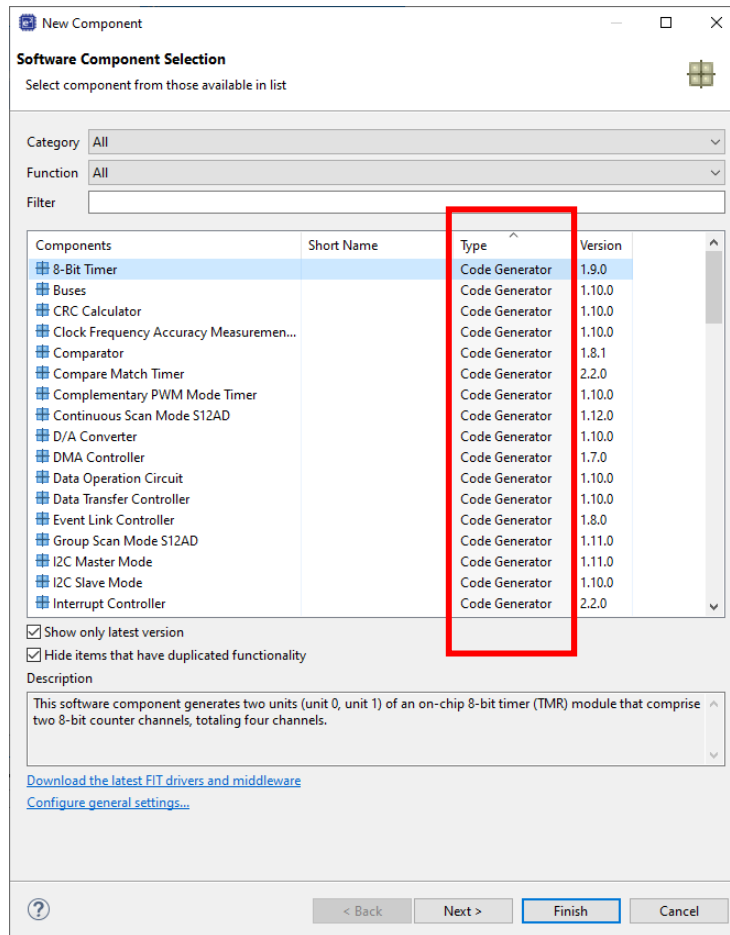 New Component
Software Component Selection
Select component from those available in list
Category All
Function All
Filter
Components Short Name Type Version
8-Bit Timer Code Generator 1.9.0
Buses Code Generator 1.10.0
CRC Calculator Code Generator 1.10.0
Clock Frequency Accuracy Measuremen... Code Generator 1.10.0
Comparator Code Generator 1.8.1
Compare Match Timer Code Generator 2.2.0
Complementary PWM Mode Timer Code Generator 1.10.0
Continuous Scan Mode S12AD Code Generator 1.12.0
D/A Converter Code Generator 1.10.0
DMA Controller Code Generator 1.7.0
Data Operation Circuit Code Generator 1.10.0
Data Transfer Controller Code Generator 1.10.0
Event Link Controller Code Generator 1.8.0
Group Scan Mode S12AD Code Generator 1.11.0
I2C Master Mode Code Generator 1.11.0
I2C Slave Mode Code Generator 1.10.0
Interrupt Controller Code Generator 2.2.0
Show only latest version
Hide items that have duplicated functionality
Description
This software component generates two units (unit 0, unit 1) of an on-chip 8-bit timer (TMR) module that comprise
two 8-bit counter channels, totaling four channels.
Download the latest FIT drivers and middleware
Configure general settings...
? < Back Next > Finish Cancel